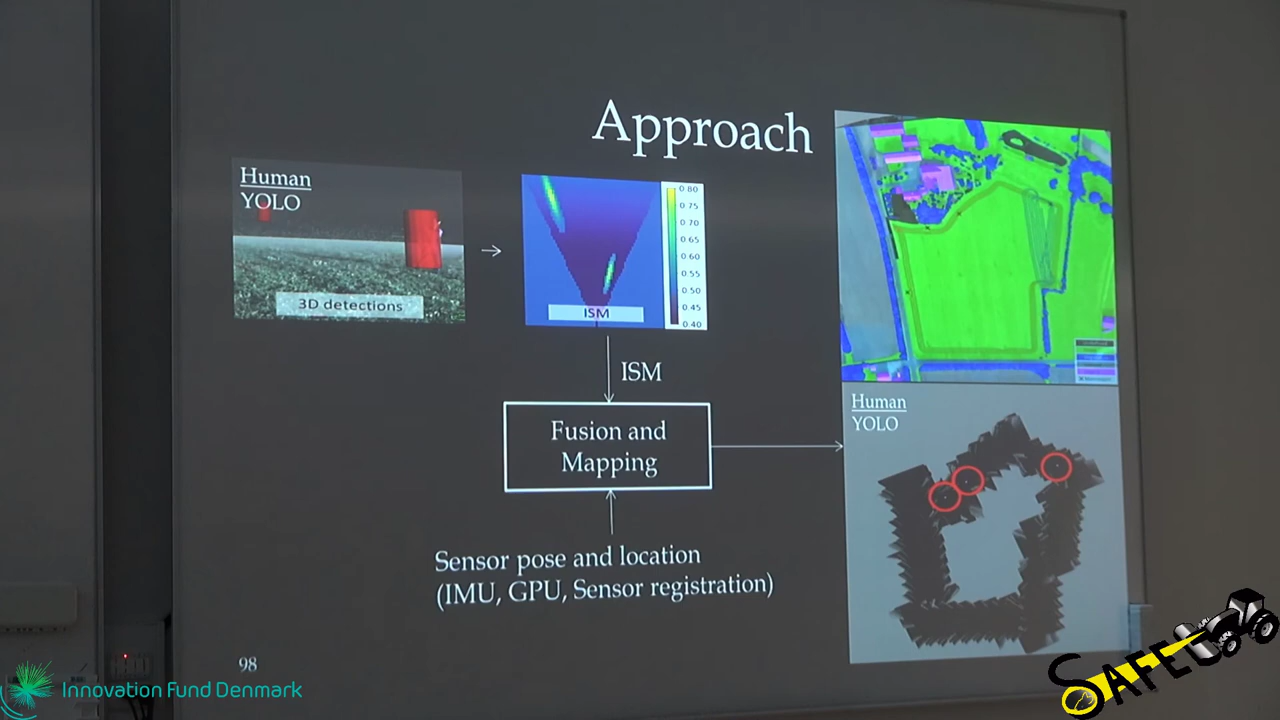 Approach
Human
YOLO
3D detections
0.80
0.75
0.70
0.65
0.60
0.55
0.50
0.45
0.40
ISM
ISM
Fusion and
Mapping
Sensor pose and location
(IMU, GPU, Sensor registration)
Human
YOLO
98
Innovation Fund Denmark
SAFE